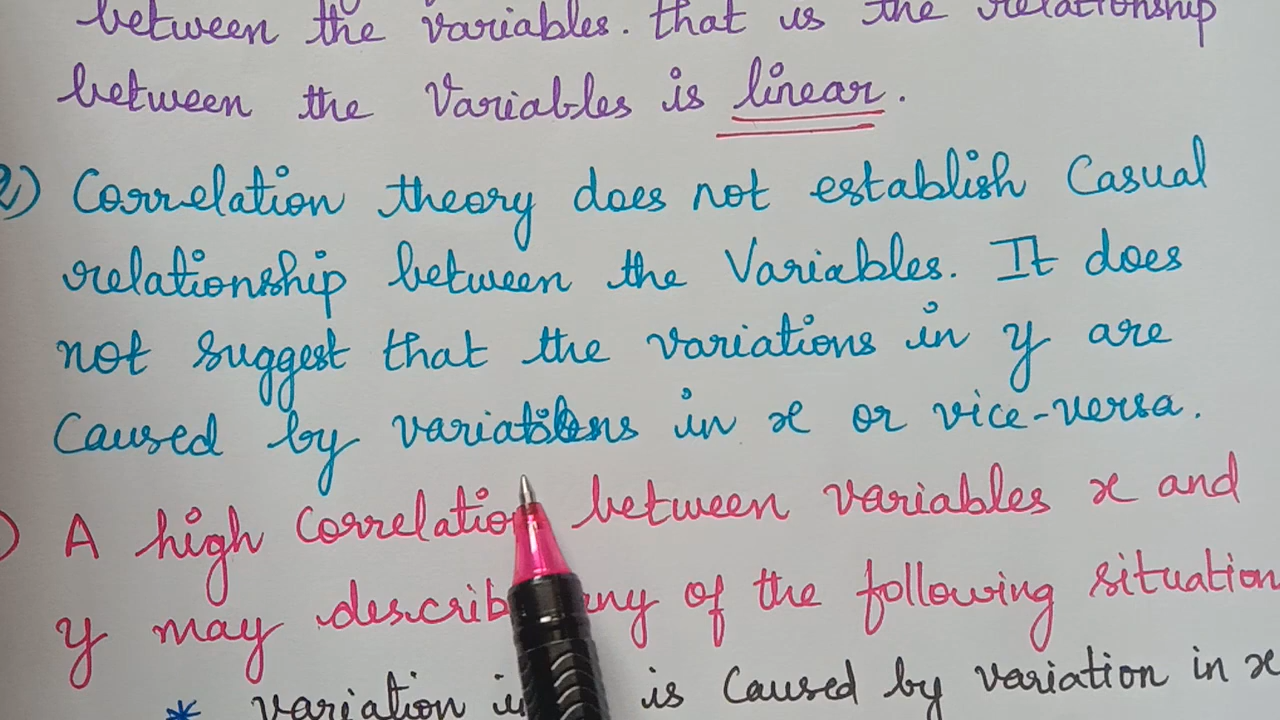 between the variables. that is the relationship
between the Variables is linear.
2) Correlation theory does not establish Casual
relationship between the Variables. It does
not suggest that the variations in y are
Caused by variations in x or vice-versa.
) A high Correlation between variables x and
y may describ any of the following situation
* variation i is Caused by variation in x